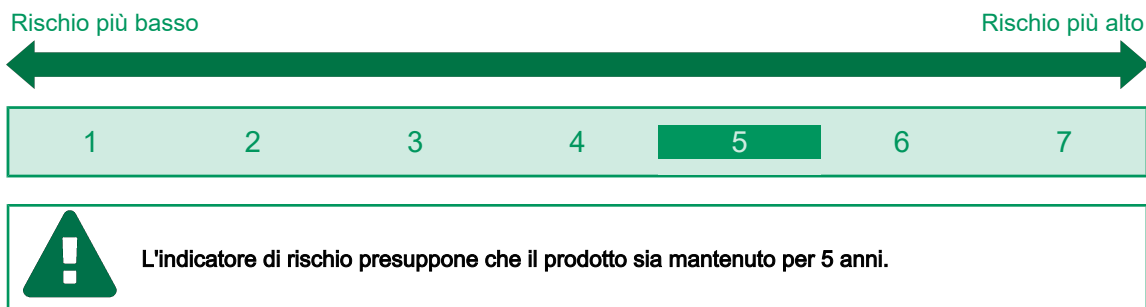 Rischio più basso Rischio più alto
1 2 3 4 5 6 7
L'indicatore di rischio presuppone che il prodotto sia mantenuto per 5 anni.